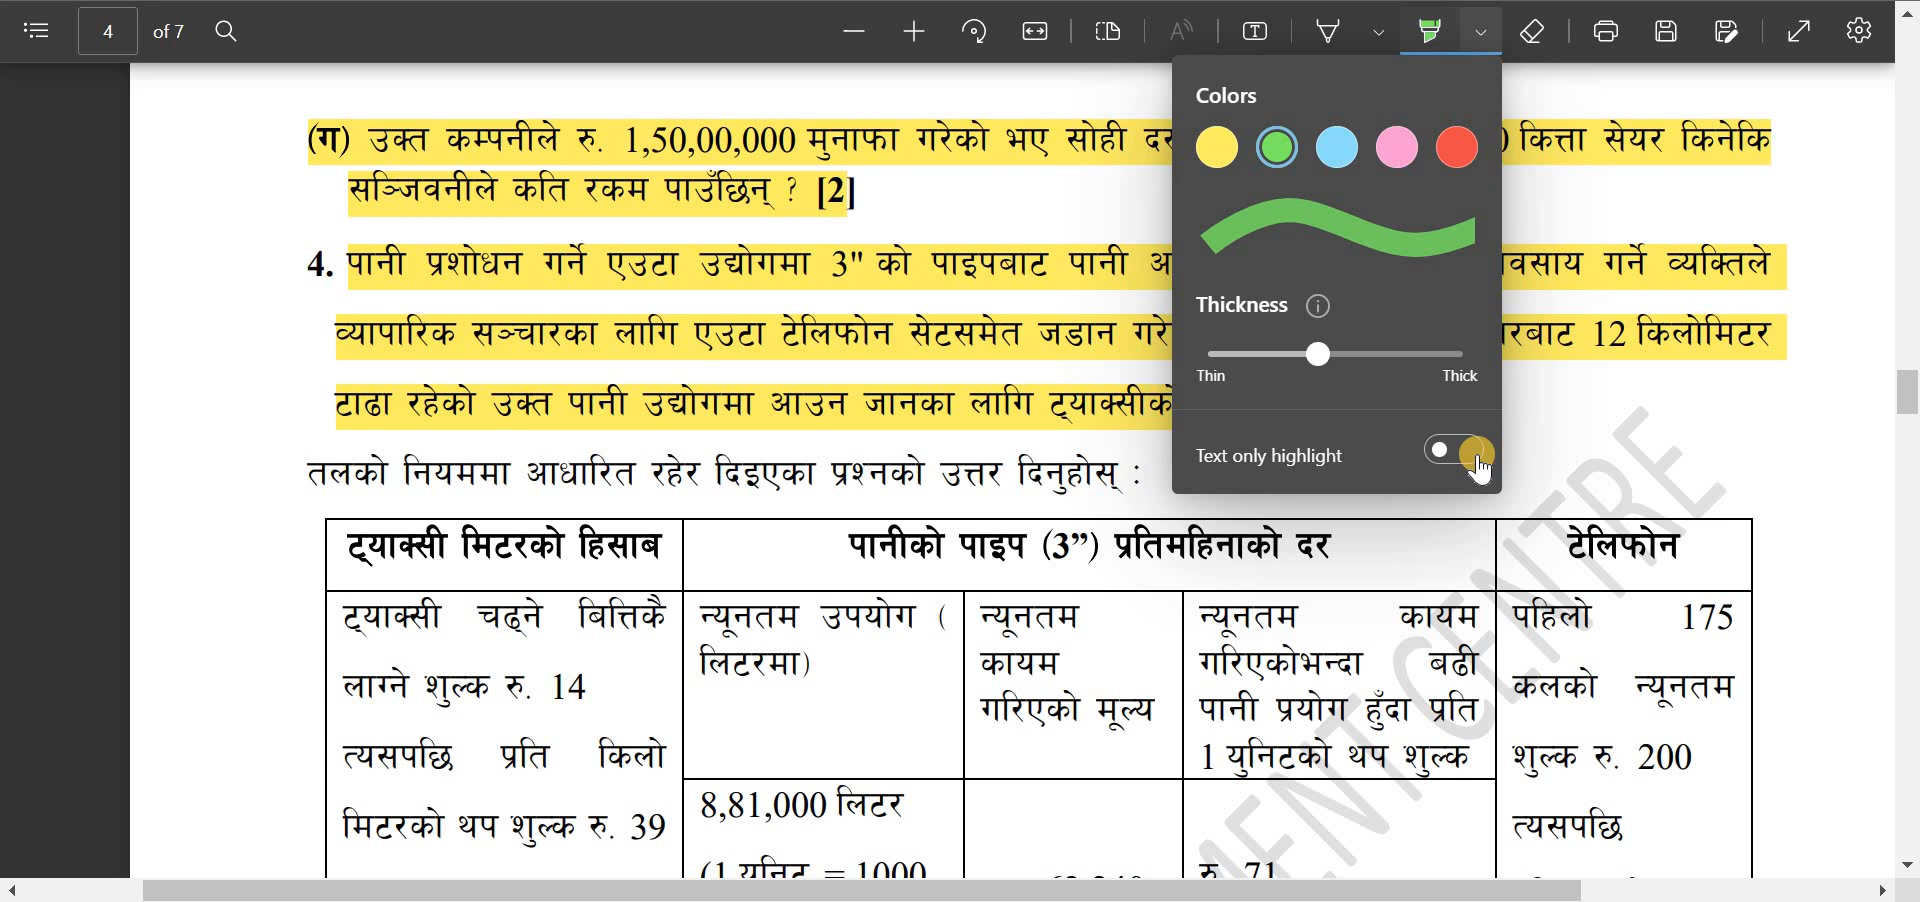 4 of 7
Colors
Thickness
Thin Thick
Text only highlight
(ग) उक्त कम्पनीले रु. 1,50,00,000 मुनाफा गरेको भए सोही कित्ता सेयर किनेकि
सञ्जिवनीले कति रकम पाउँछिन् ? [2]
4. पानी प्रशोधन गर्ने एउटा उद्योगमा 3" को पाइपबाट पानी गर्ने व्यक्तिले
व्यापारिक सञ्चारका लागि एउटा टेलिफोन सेटसमेत जडान 12 किलोमिटर
टाढा रहेको उक्त पानी उद्योगमा आउन जानका लागि
तलको नियममा आधारित रहेर दिइएका प्रश्नको उत्तर दिनुहोस् :
ट्याक्सी मिटरको हिसाब
पानीको पाइप (3”) प्रतिमहिनाको दर
टेलिफोन
ट्याक्सी चढ्ने बित्तिकै
लाग्ने शुल्क रु. 14
त्यसपछि प्रति किलो
मिटरको थप शुल्क रु. 39
न्यूनतम उपयोग (
लिटरमा)
न्यूनतम
कायम
गरिएको मूल्य
न्यूनतम कायम
गरिएकोभन्दा बढी
पानी प्रयोग हुँदा प्रति
1 युनिटको थप शुल्क
पहिलो 175
कलको न्यूनतम
शुल्क रु. 200
त्यसपछि
8,81,000 लिटर
(1 युनिट = 1000
रु 71
MENT CENTRE